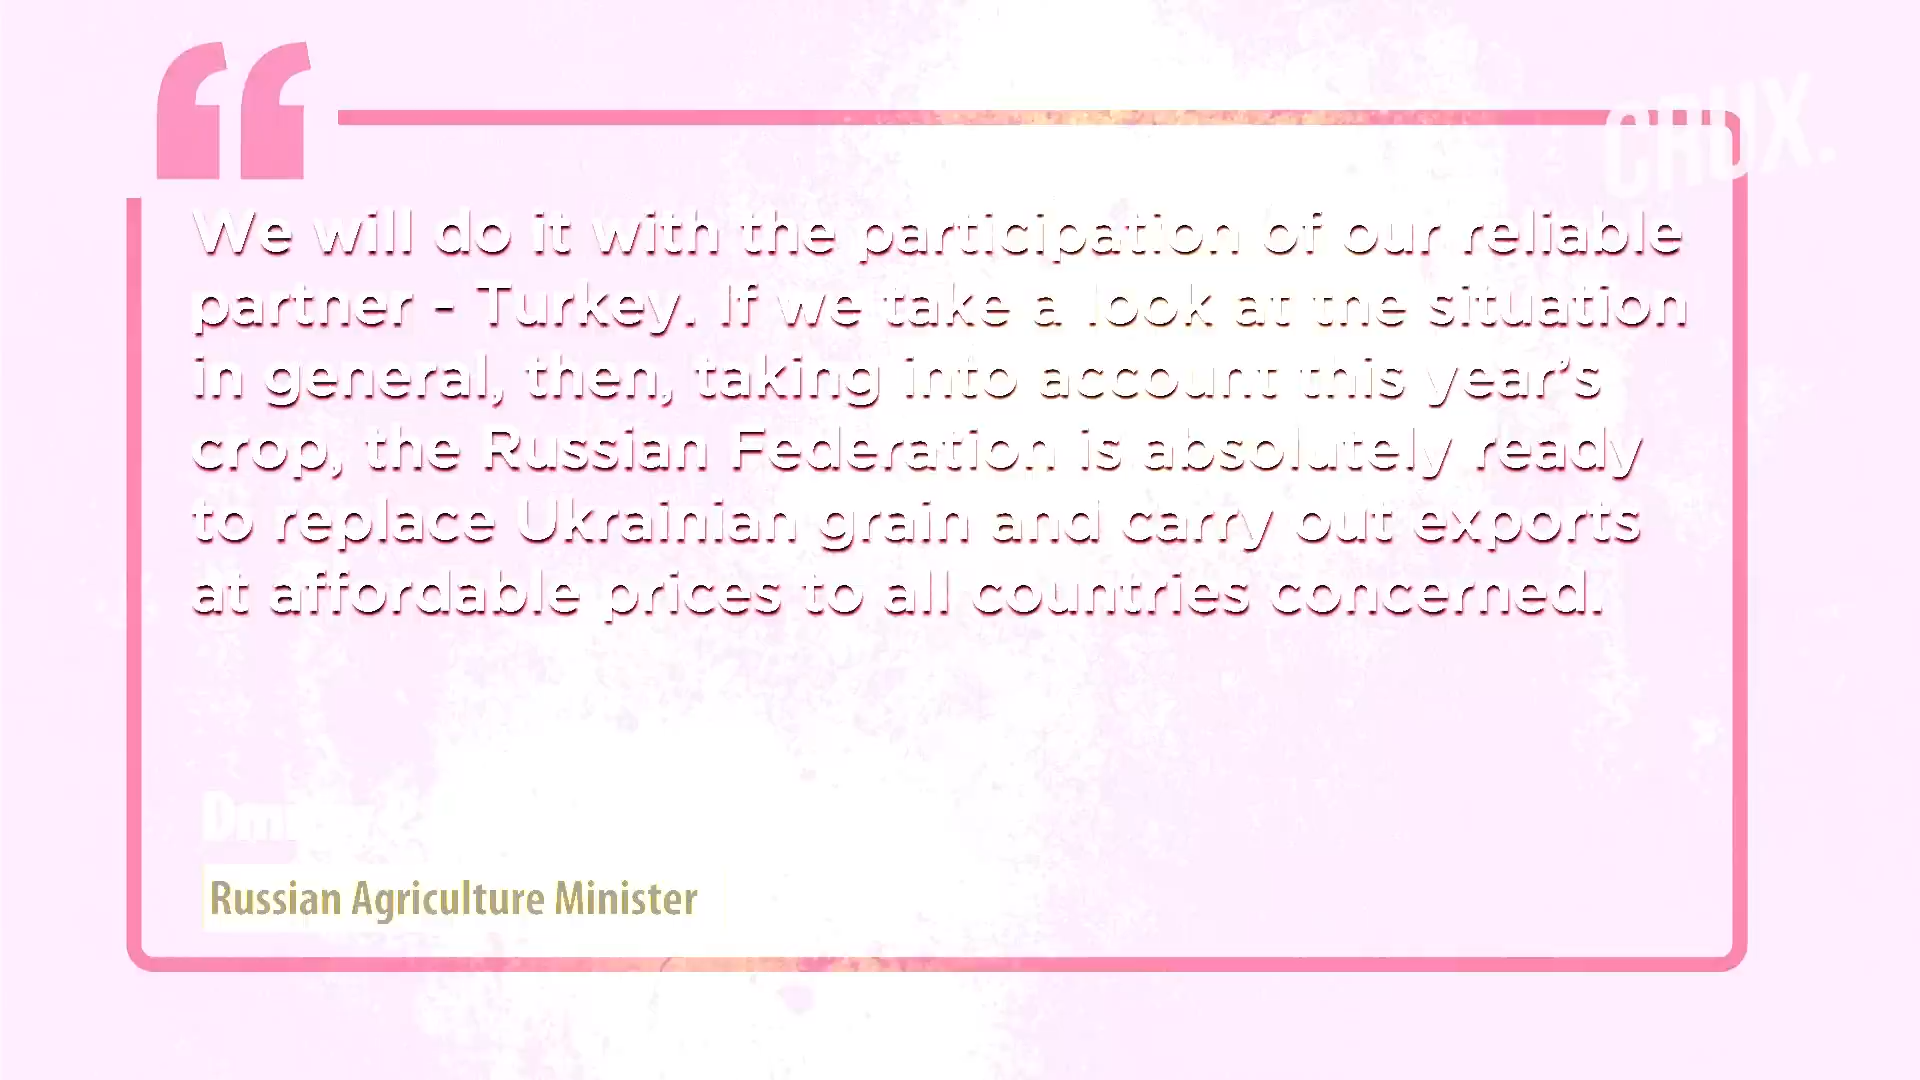 CRUX.
We will do it with the participation of our reliable
partner - Turkey. If we take a look at the situation
in general, then, taking into account this year’s
crop, the Russian Federation is absolutely ready
to replace Ukrainian grain and carry out exports
at affordable prices to all countries concerned.
Russian Agriculture Minister